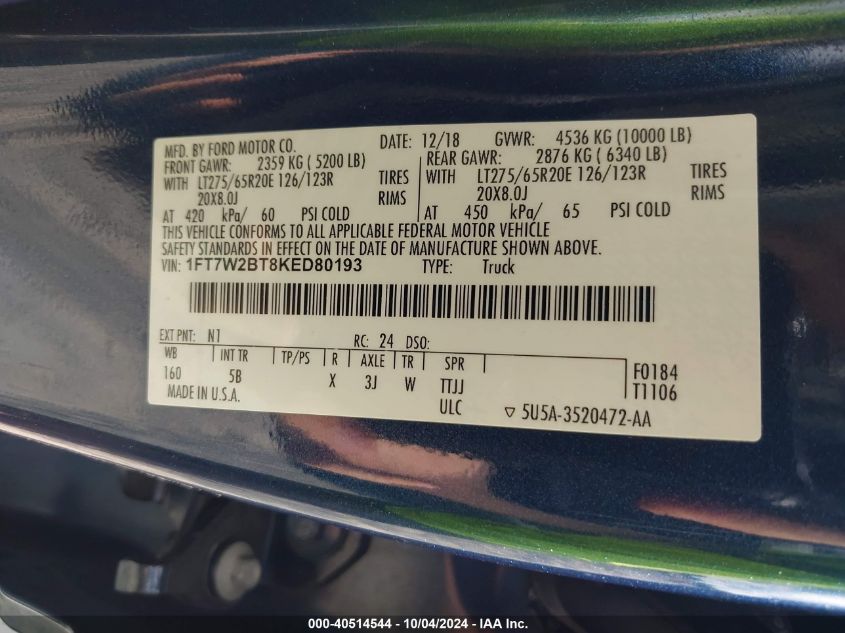 MFD. BY FORD MOTOR CO. DATE: 12/18 GVWR: 4536 KG (10000 LB)
FRONT GAWR: 2359 KG ( 5200 LB) REAR GAWR: 2876 KG ( 6340 LB)
WITH LT275/65R20E 126/123R TIRES WITH LT275/65R20E 126/123R TIRES
20X8.0J RIMS 20X8.0J RIMS
AT 420 kPa/ 60 PSI COLD AT 450 kPa/ 65 PSI COLD
THIS VEHICLE CONFORMS TO ALL APPLICABLE FEDERAL MOTOR VEHICLE
SAFETY STANDARDS IN EFFECT ON THE DATE OF MANUFACTURE SHOWN ABOVE.
VIN: 1FT7W2BT8KED80193 TYPE: Truck
EXT PNT: N1 RC: 24 DSO:
WB INT TR TP/PS R AXLE TR SPR F0184
160 5B X 3J W TTJJ T1106
MADE IN U.S.A. ULC 5U5A-3520472-AA
000-40514544 - 10/04/2024 - IAA Inc.